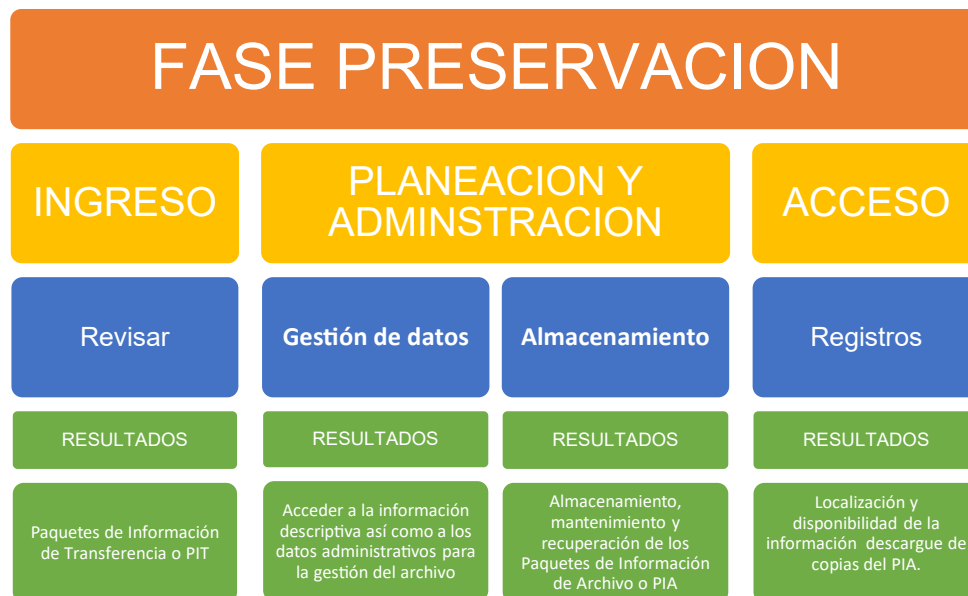 FASE PRESERVACION
INGRESO
PLANEACION Y
ADMINSTRACION
ACCESO
Revisar
Gestión de datos
Almacenamiento
Registros
RESULTADOS
RESULTADOS
RESULTADOS
RESULTADOS
Paquetes de Información
de Transferencia o PIT
Acceder a la información
descriptiva así como a los
datos administrativos para
la gestión del archivo
Almacenamiento,
mantenimiento y
recuperación de los
Paquetes de Información
de Archivo o PIA
Localización y
disponibilidad de la
información descargue de
copias del PIA.